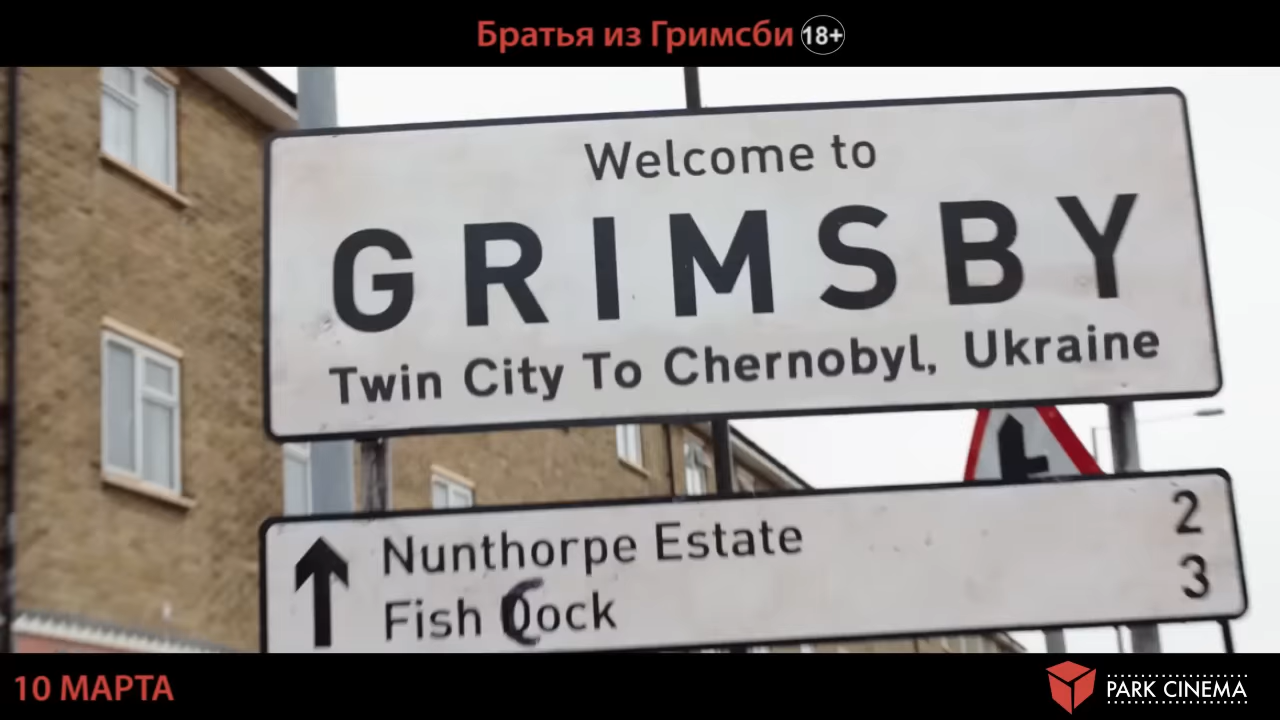 Братья из Гримсби 18+
Welcome to
GRIMSBY
Twin City To Chernobyl, Ukraine
Nunthorpe Estate 2
Fish Cock 3
10 МАРТА
PARK CINEMA